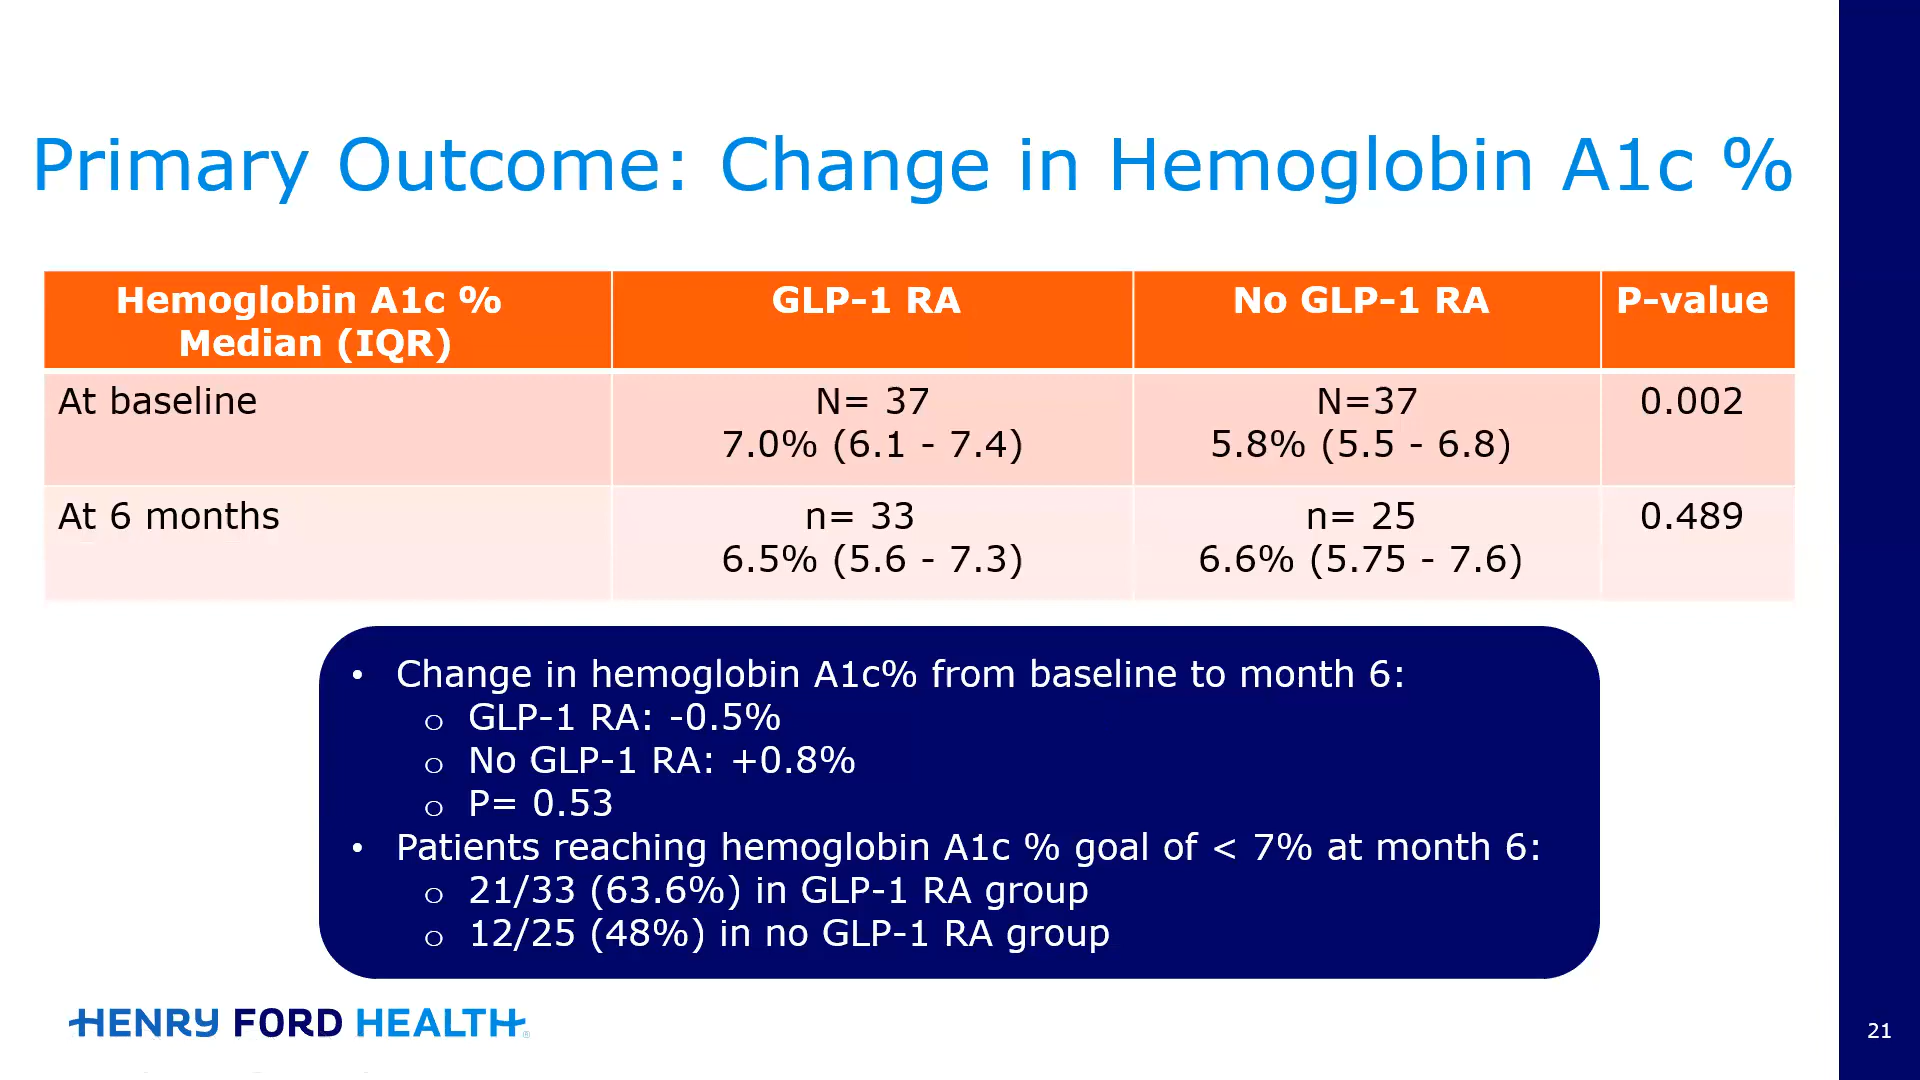 Primary Outcome: Change in Hemoglobin A1c %
Hemoglobin A1c % GLP-1 RA No GLP-1 RA P-value
Median (IQR)
At baseline N= 37 N=37 0.002
7.0% (6.1 - 7.4) 5.8% (5.5 - 6.8)
At 6 months n= 33 n= 25 0.489
6.5% (5.6 - 7.3) 6.6% (5.75 - 7.6)
• Change in hemoglobin A1c% from baseline to month 6:
o GLP-1 RA: -0.5%
o No GLP-1 RA: +0.8%
o P= 0.53
• Patients reaching hemoglobin A1c % goal of < 7% at month 6:
o 21/33 (63.6%) in GLP-1 RA group
o 12/25 (48%) in no GLP-1 RA group
HENRY FORD HEALTH®
21